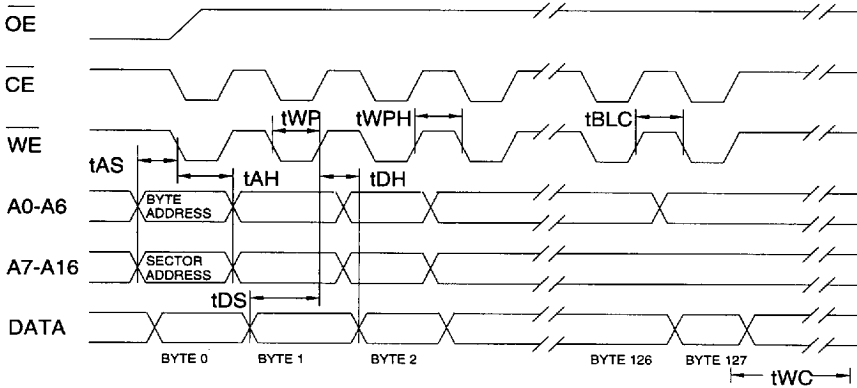 OE
CE
tWP tWPH tBLC
WE
tAS tAH tDH
A0-A6 BYTE ADDRESS
A7-A16 SECTOR ADDRESS
tDS
DATA
BYTE 0 BYTE 1 BYTE 2 BYTE 126 BYTE 127
tWC